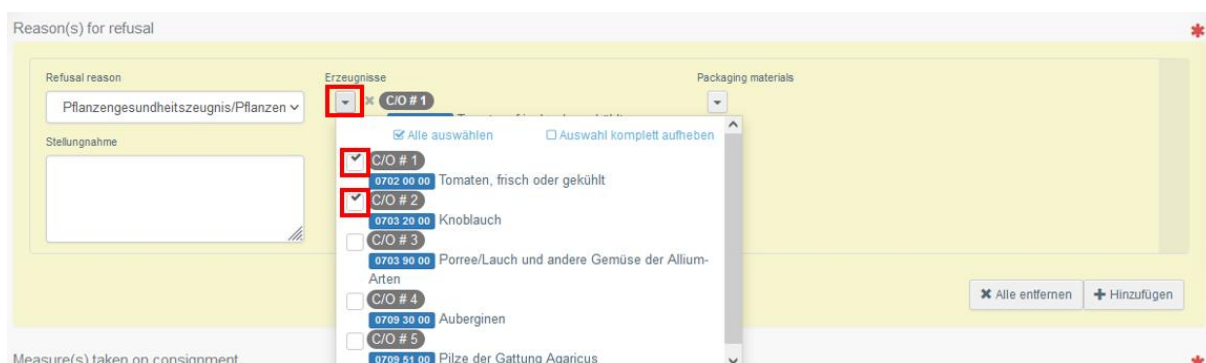 Reason(s) for refusal
Refusal reason
Erzeugnisse
Packaging materials
Pflanzengesundheitszeugnis/Pflanzen
C/O # 1
Stellungnahme
Alle auswählen
Auswahl komplett aufheben
C/O # 1
0702 00 00 Tomaten, frisch oder gekühlt
C/O # 2
0703 20 00 Knoblauch
C/O # 3
0703 90 00 Porree/Lauch und andere Gemüse der Allium-
Arten
C/O # 4
0709 30 00 Auberginen
C/O # 5
0709 51 00 Pilze der Gattung Agaricus
Alle entfernen
Hinzufügen
Measure(s) taken on consignment